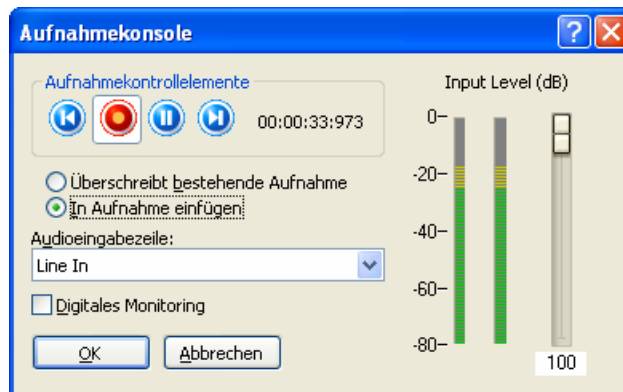 Aufnahmekonsole
Aufnahmekontrollelemente
00:00:33:973
Überschreibt bestehende Aufnahme
In Aufnahme einfügen
Audioeingabezeile:
Line In
Digitales Monitoring
OK
Abbrechen
Input Level (dB)
0-
-20-
-40-
-60-
-80-
100